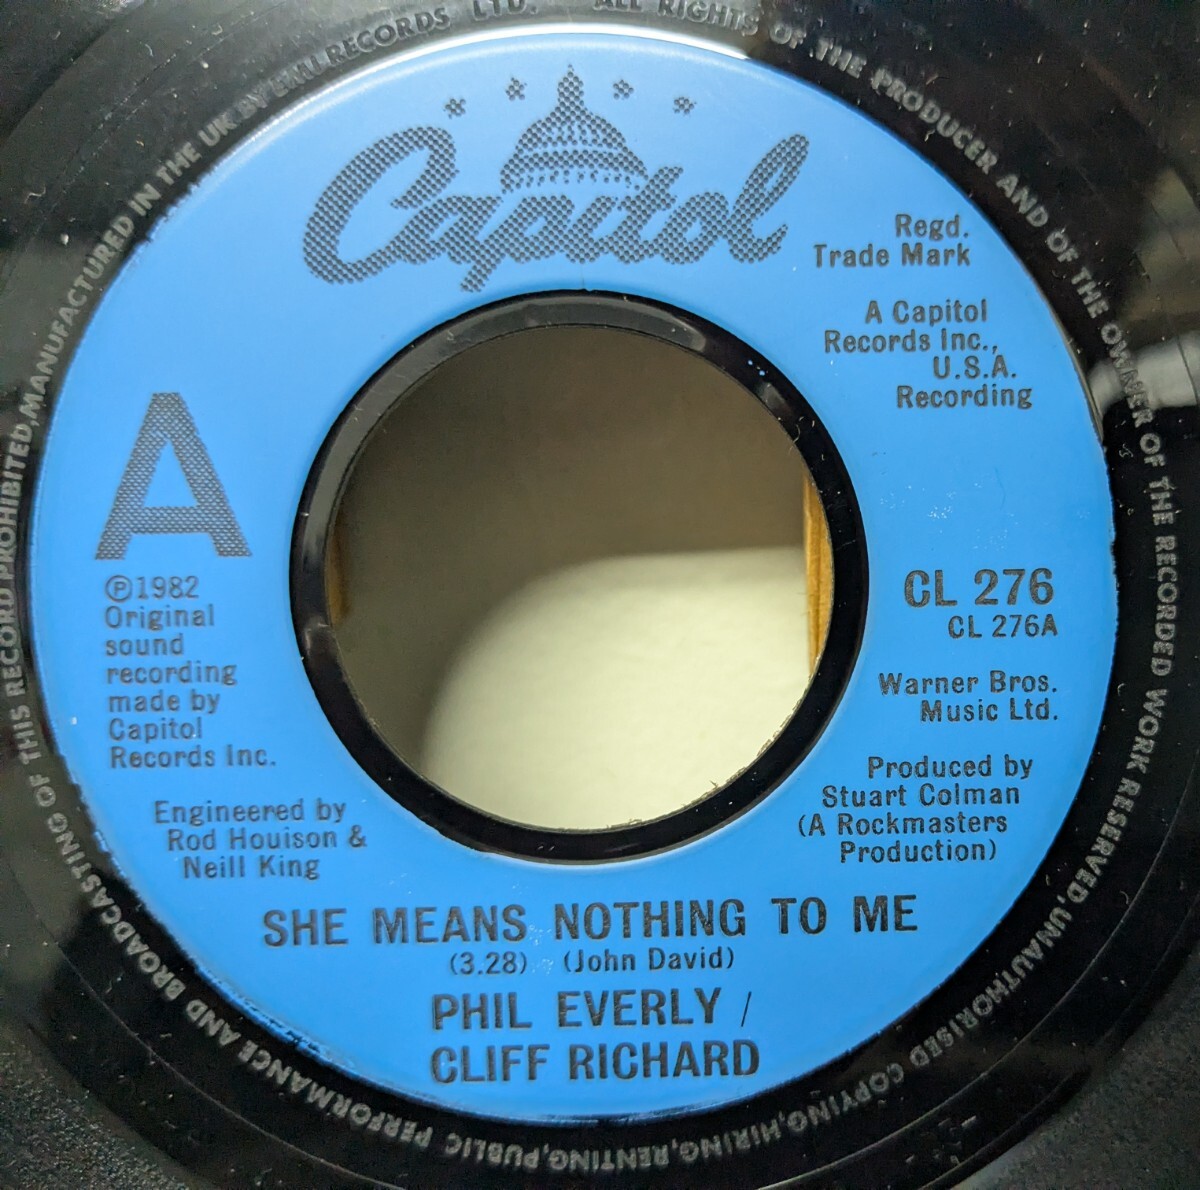 MANUFACTURED IN THE UK BY EMI RECORDS LTD. ALL RIGHTS OF THE PRODUCER AND OF THE OWNER OF THE RECORDED WORK RESERVED, UNAUTHORISED COPYING, HIRING, RENTING, PUBLIC PERFORMANCE AND BROADCASTING OF THIS RECORD PROHIBITED,
Capitol
Regd.
Trade Mark
A Capitol
Records Inc.,
U.S.A.
Recording
A
℗1982
Original
sound
recording
made by
Capitol
Records Inc.
Engineered by
Rod Houison &
Neill King
CL 276
CL 276A
Warner Bros.
Music Ltd.
Produced by
Stuart Colman
(A Rockmasters
Production)
SHE MEANS NOTHING TO ME
(3.28) (John David)
PHIL EVERLY /
CLIFF RICHARD